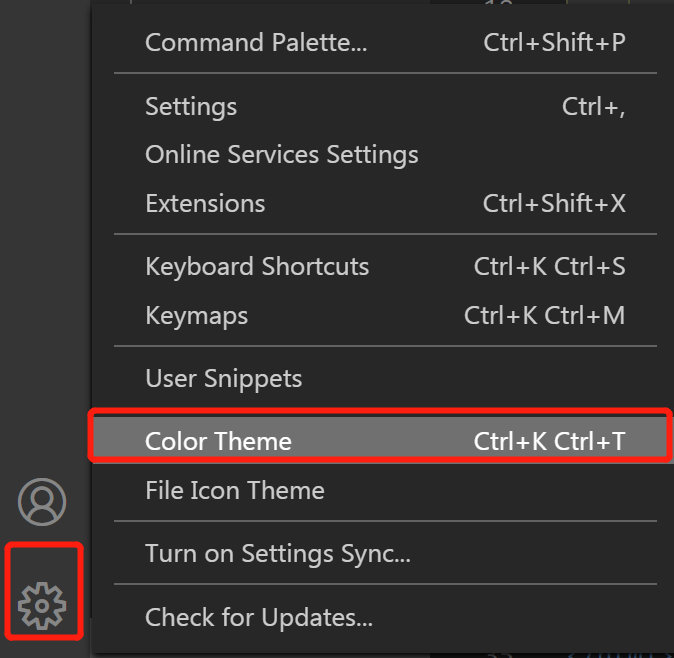 Command Palette... Ctrl+Shift+P
Settings Ctrl+,
Online Services Settings
Extensions Ctrl+Shift+X
Keyboard Shortcuts Ctrl+K Ctrl+S
Keymaps Ctrl+K Ctrl+M
User Snippets
Color Theme Ctrl+K Ctrl+T
File Icon Theme
Turn on Settings Sync...
Check for Updates...